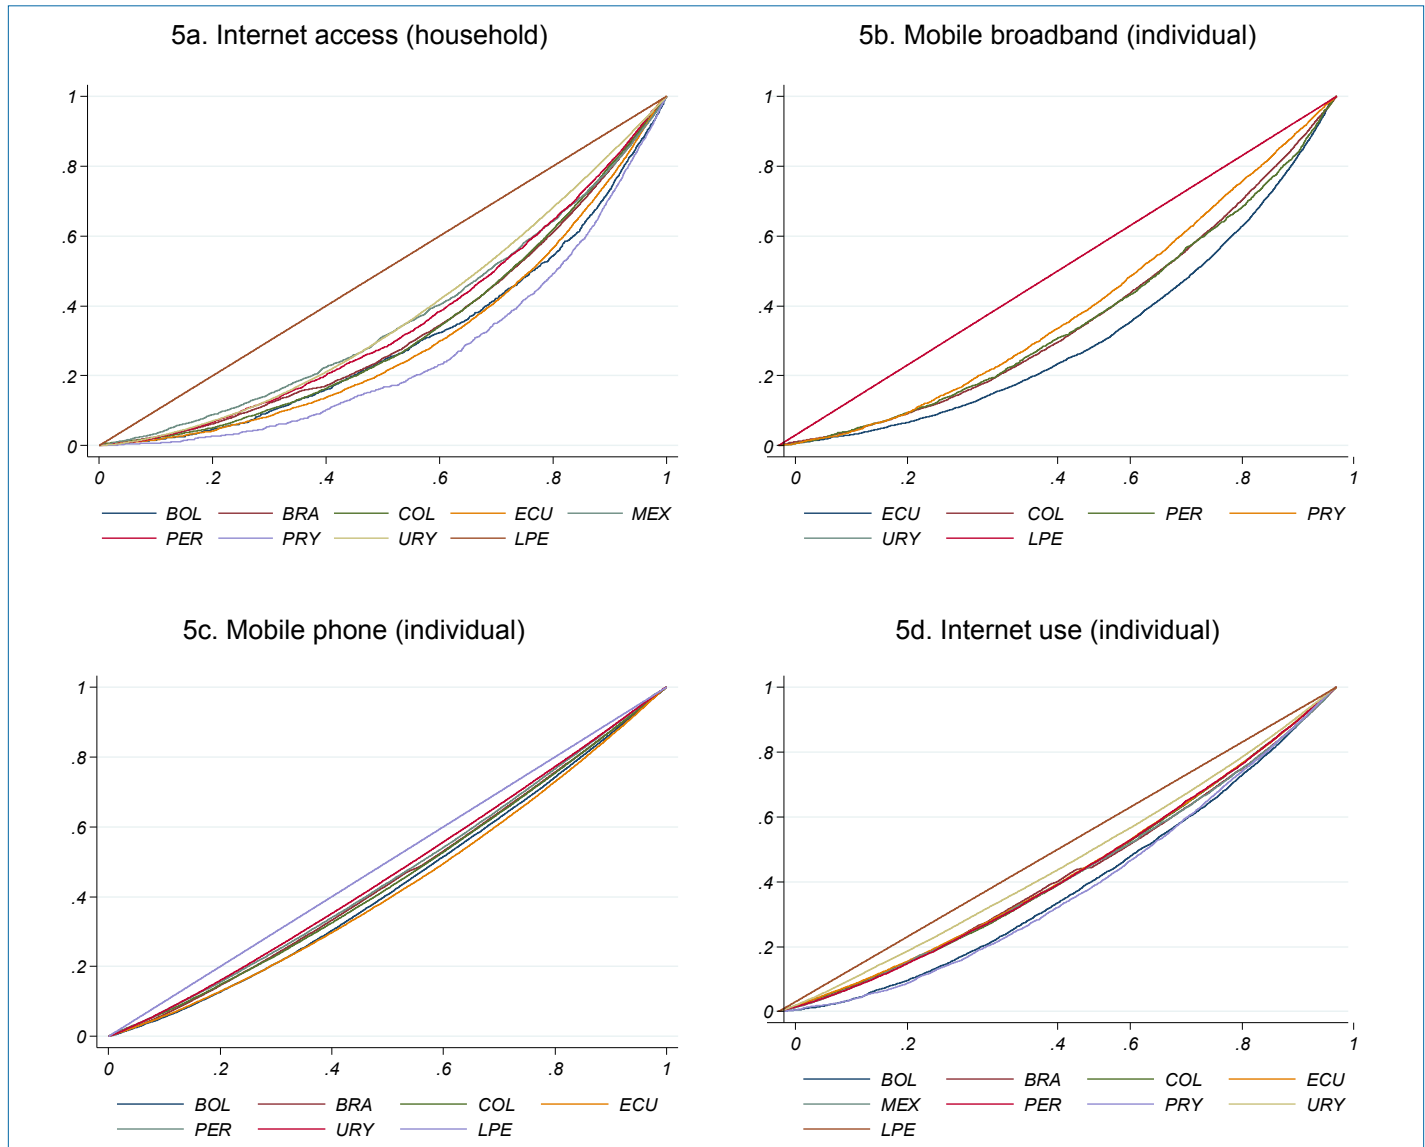 5a. Internet access (household)
1
.8
.6
.4
.2
0
0 .2 .4 .6 .8 1
BOL BRA COL ECU MEX
PER PRY URY LPE
5b. Mobile broadband (individual)
1
.8
.6
.4
.2
0
0 .2 .4 .6 .8 1
ECU COL PER PRY
URY LPE
5c. Mobile phone (individual)
1
.8
.6
.4
.2
0
0 .2 .4 .6 .8 1
BOL BRA COL ECU
PER URY LPE
5d. Internet use (individual)
1
.8
.6
.4
.2
0
0 .2 .4 .6 .8 1
BOL BRA COL ECU
MEX PER PRY URY
LPE